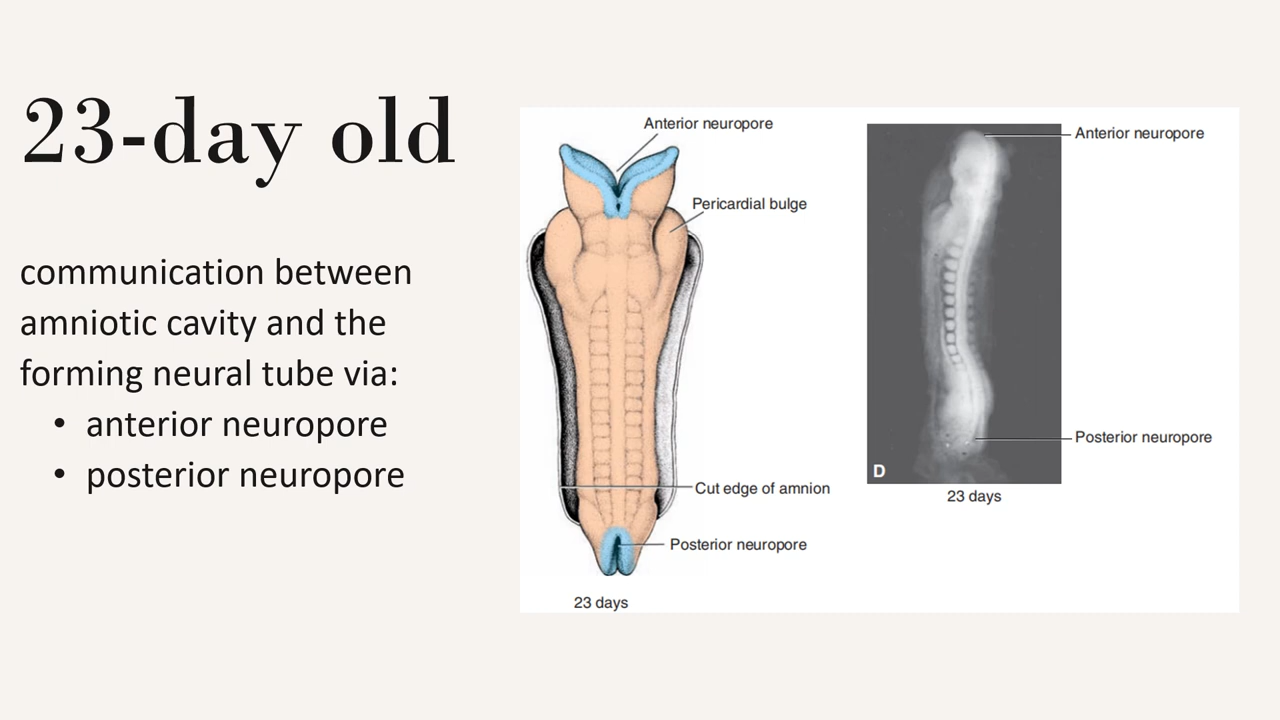 23-day old
communication between
amniotic cavity and the
forming neural tube via:
• anterior neuropore
• posterior neuropore
Anterior neuropore
Pericardial bulge
Cut edge of amnion
Posterior neuropore
23 days
Anterior neuropore
Posterior neuropore
D
23 days